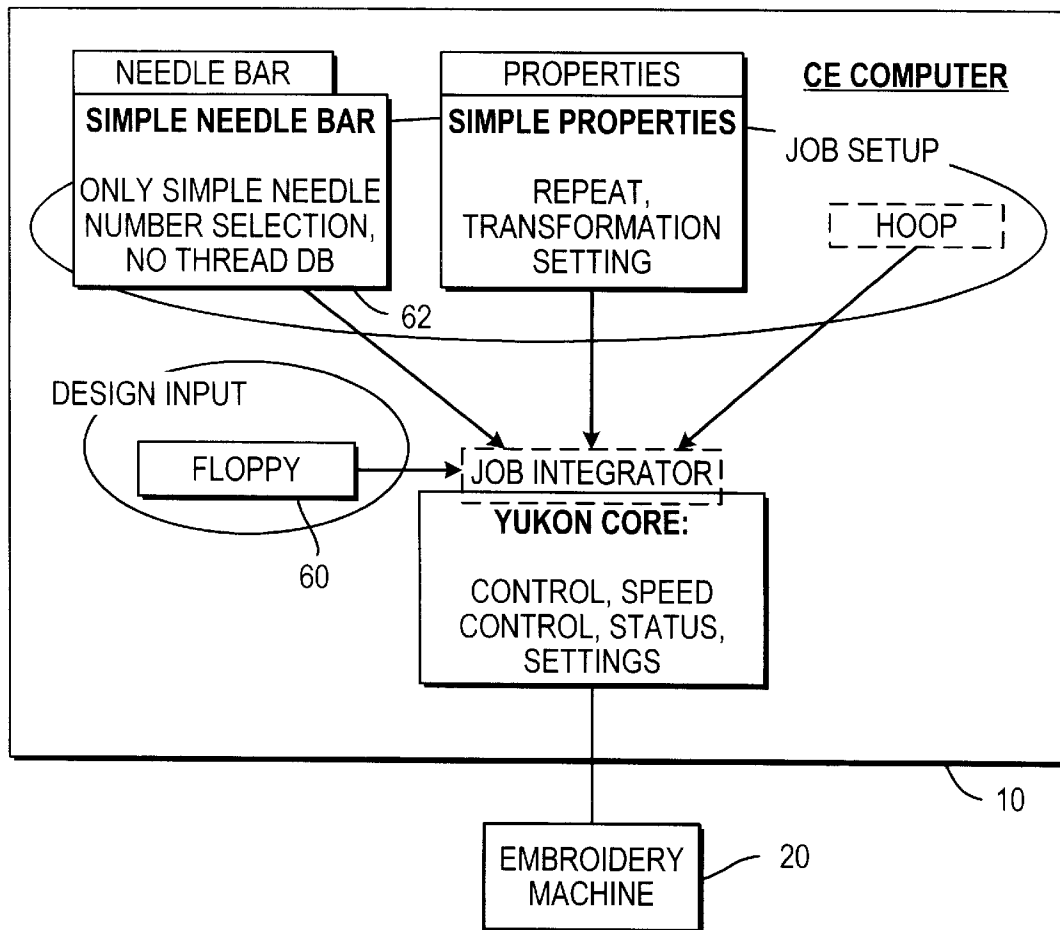 NEEDLE BAR
SIMPLE NEEDLE BAR
ONLY SIMPLE NEEDLE
NUMBER SELECTION,
NO THREAD DB
62
PROPERTIES
SIMPLE PROPERTIES
REPEAT,
TRANSFORMATION
SETTING
CE COMPUTER
JOB SETUP
HOOP
DESIGN INPUT
FLOPPY
60
JOB INTEGRATOR
YUKON CORE:
CONTROL, SPEED
CONTROL, STATUS,
SETTINGS
10
EMBROIDERY
MACHINE
20